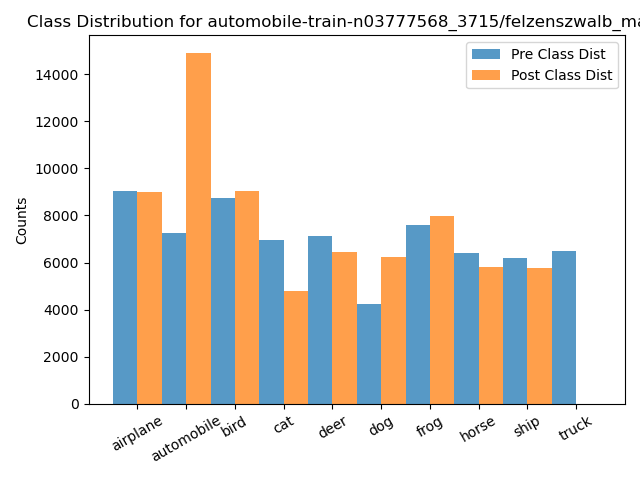 Class Distribution for automobile-train-n03777568_3715/felzenszwalb_ma
Pre Class Dist
Post Class Dist
Counts
14000
12000
10000
8000
6000
4000
2000
0
airplane
automobile
bird
cat
deer
dog
frog
horse
ship
truck